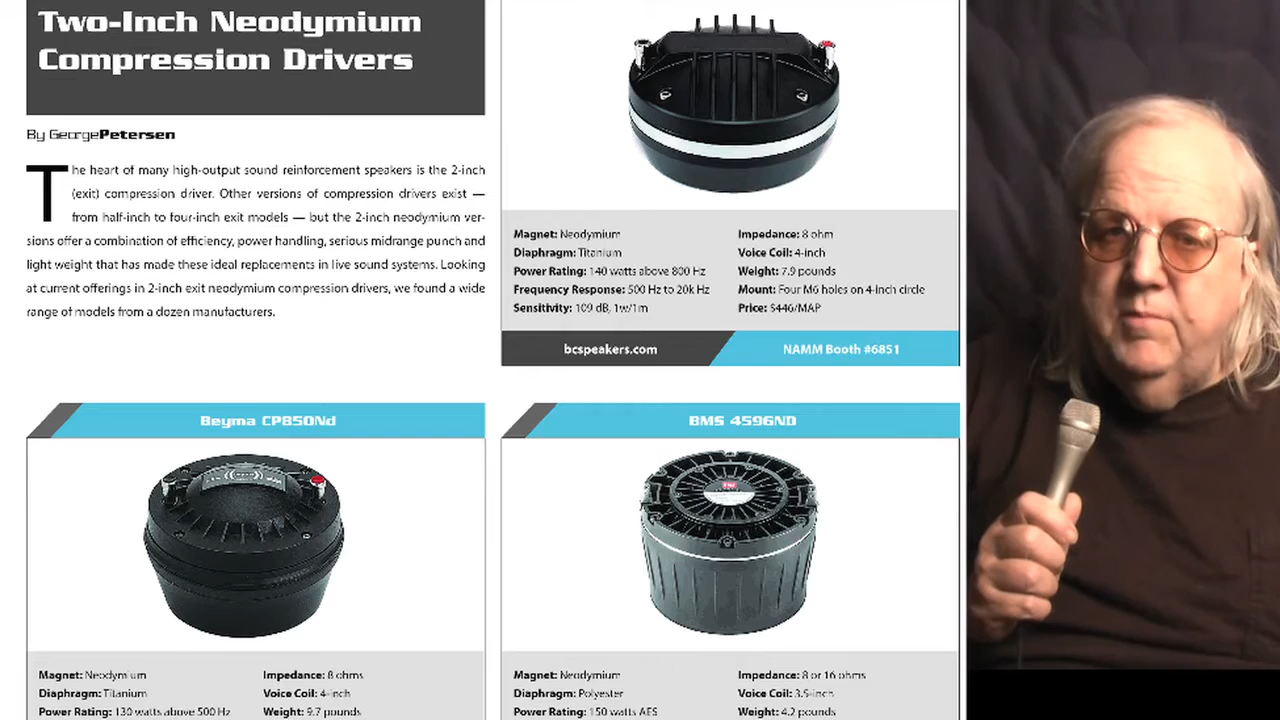 Two-Inch Neodymium
Compression Drivers
By GeorgePetersen
The heart of many high-output sound reinforcement speakers is the 2-inch
(exit) compression driver. Other versions of compression drivers exist —
from half-inch to four-inch exit models — but the 2-inch neodymium ver-
sions offer a combination of efficiency, power handling, serious midrange punch and
light weight that has made these ideal replacements in live sound systems. Looking
at current offerings in 2-inch exit neodymium compression drivers, we found a wide
range of models from a dozen manufacturers.
Magnet: Neodymium
Diaphragm: Titanium
Power Rating: 140 watts above 800 Hz
Frequency Response: 500 Hz to 20k Hz
Sensitivity: 109 dB, 1w/1m
Impedance: 8 ohm
Voice Coil: 4-inch
Weight: 7.9 pounds
Mount: Four M6 holes on 4-inch circle
Price: $446/MAP
bcspeakers.com
NAMM Booth #6851
Beyma CP850Nd
Magnet: Neodymium
Diaphragm: Titanium
Power Rating: 130 watts above 500 Hz
Impedance: 8 ohms
Voice Coil: 4-inch
Weight: 9.7 pounds
BMS 4596ND
Magnet: Neodymium
Diaphragm: Polyester
Power Rating: 150 watts AES
Impedance: 8 or 16 ohms
Voice Coil: 3.5-inch
Weight: 4.2 pounds